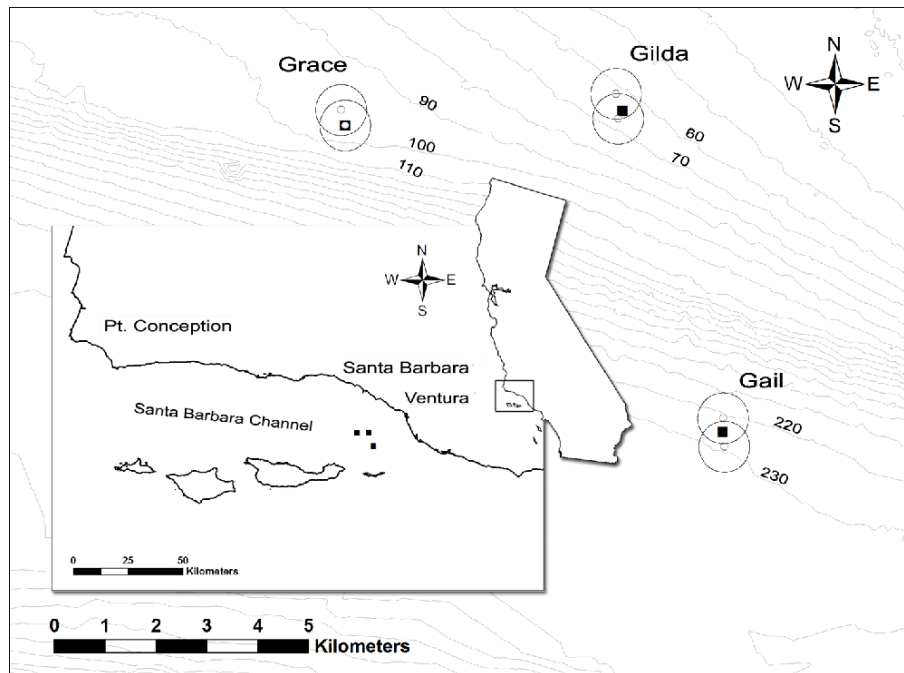 Grace
Gilda
N
W E
S
90
100
110
60
70
N
W E
S
Pt. Conception
Santa Barbara
Ventura
Santa Barbara Channel
0 25 50
Kilometers
Gail
220
230
0 1 2 3 4 5
Kilometers